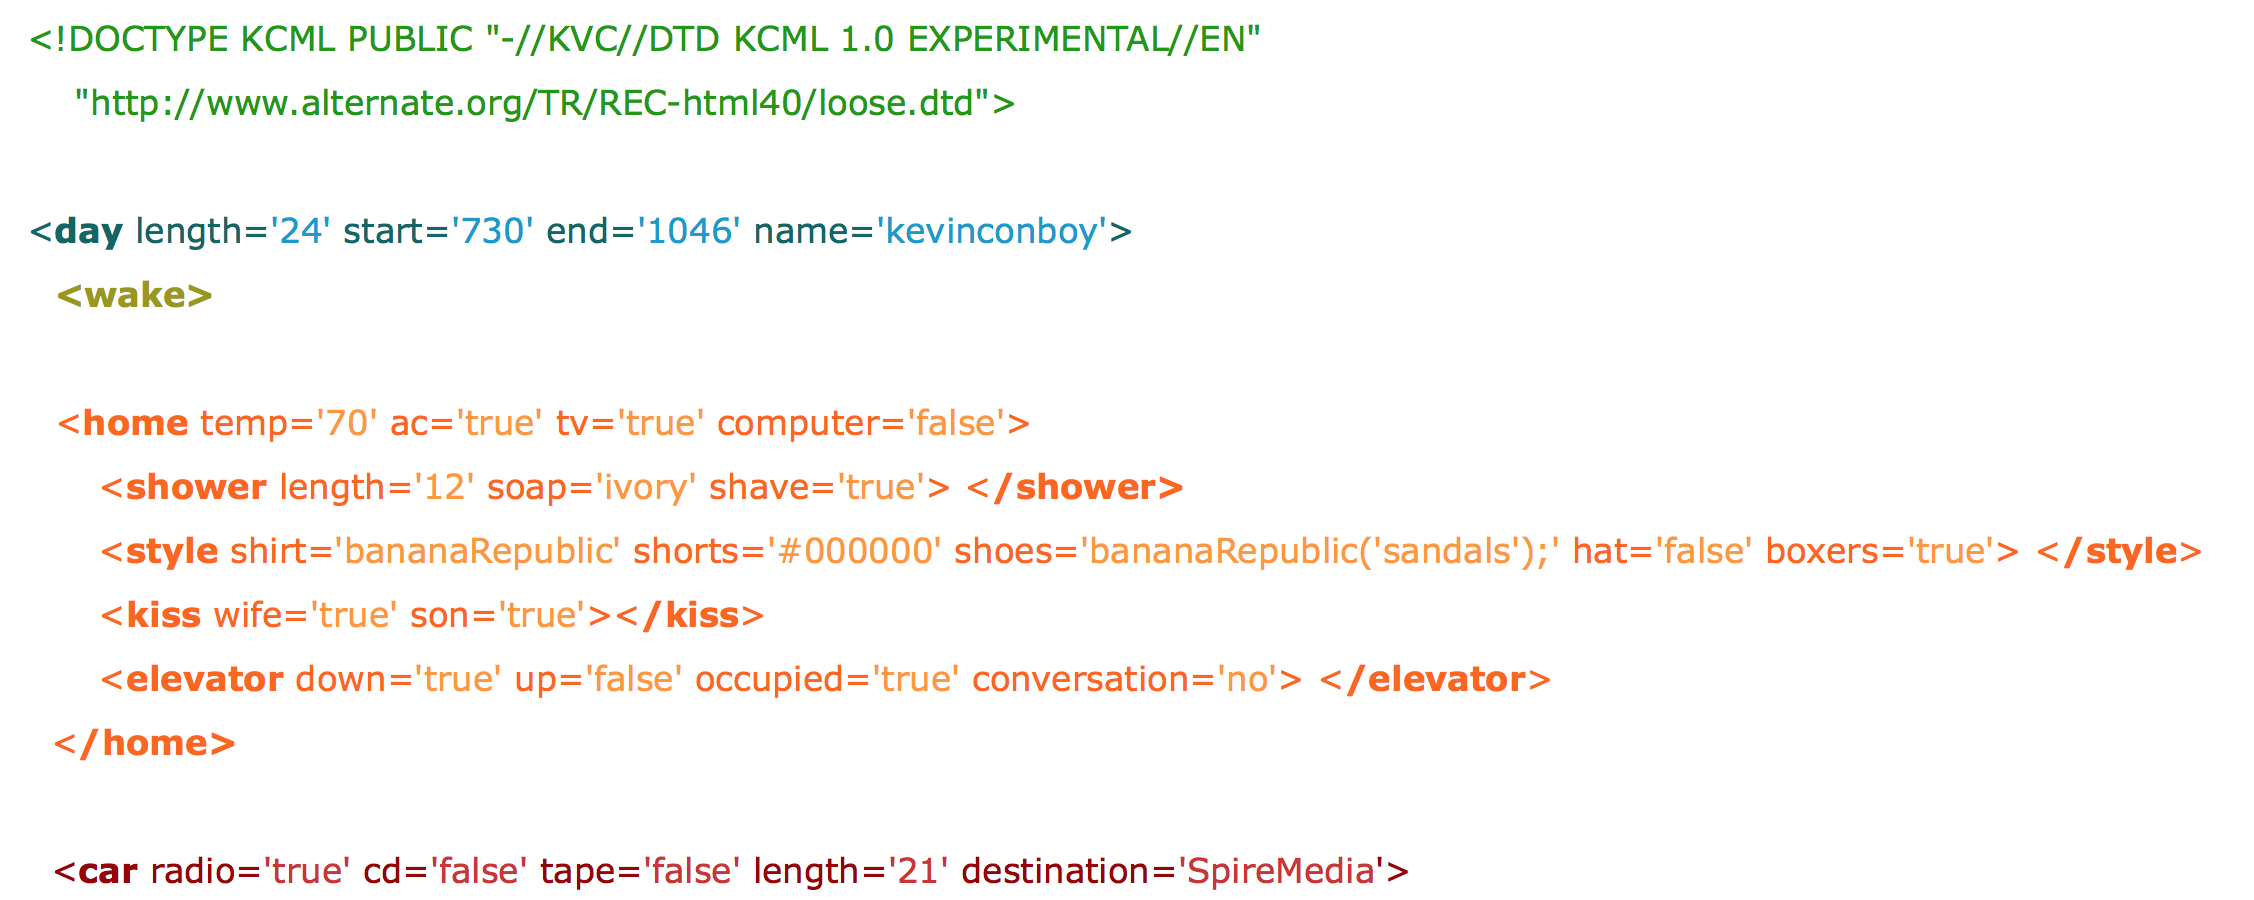 <!DOCTYPE KCML PUBLIC "-//KVC//DTD KCML 1.0 EXPERIMENTAL//EN"
"http://www.alternate.org/TR/REC-html40/loose.dtd">
<day length='24' start='730' end='1046' name='kevinconboy'>
<wake>
<home temp='70' ac='true' tv='true' computer='false'>
<shower length='12' soap='ivory' shave='true'> </shower>
<style shirt='bananaRepublic' shorts='#000000' shoes='bananaRepublic('sandals');' hat='false' boxers='true'> </style>
<kiss wife='true' son='true'></kiss>
<elevator down='true' up='false' occupied='true' conversation='no'> </elevator>
</home>
<car radio='true' cd='false' tape='false' length='21' destination='SpireMedia'>